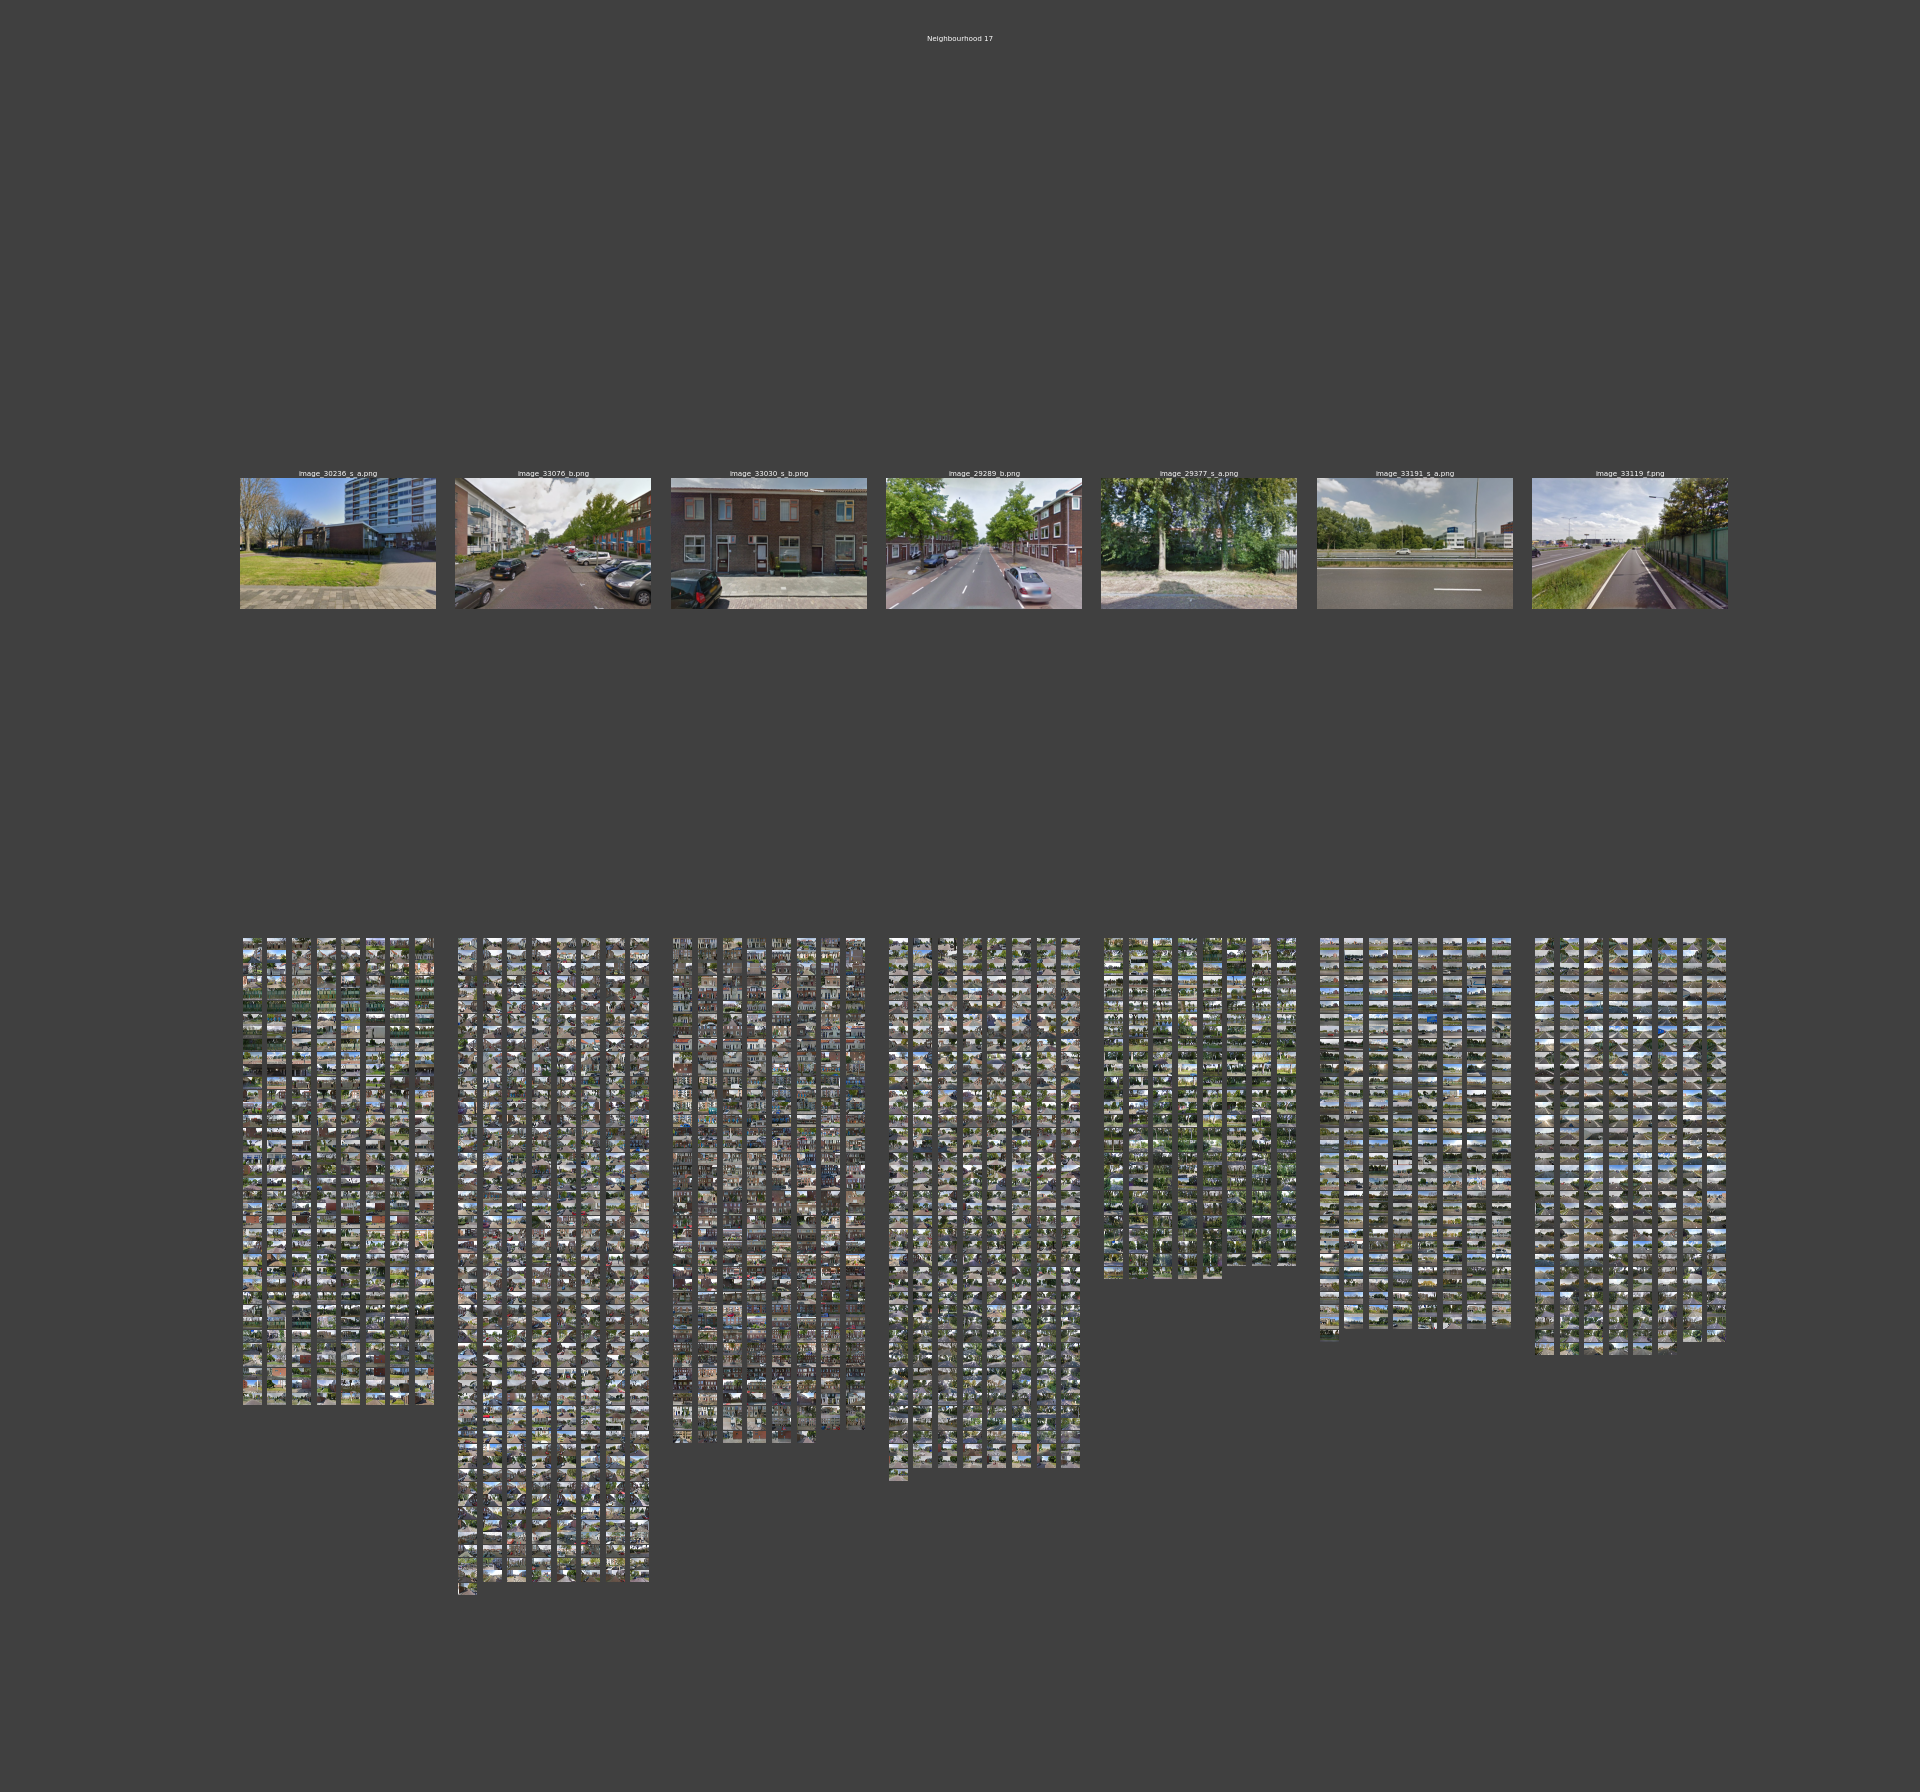 Neighbourhood 17
image_30236_s_a.png
image_33076_b.png
image_33030_s_b.png
image_29289_b.png
image_29377_s_a.png
image_33191_s_a.png
image_33119_f.png